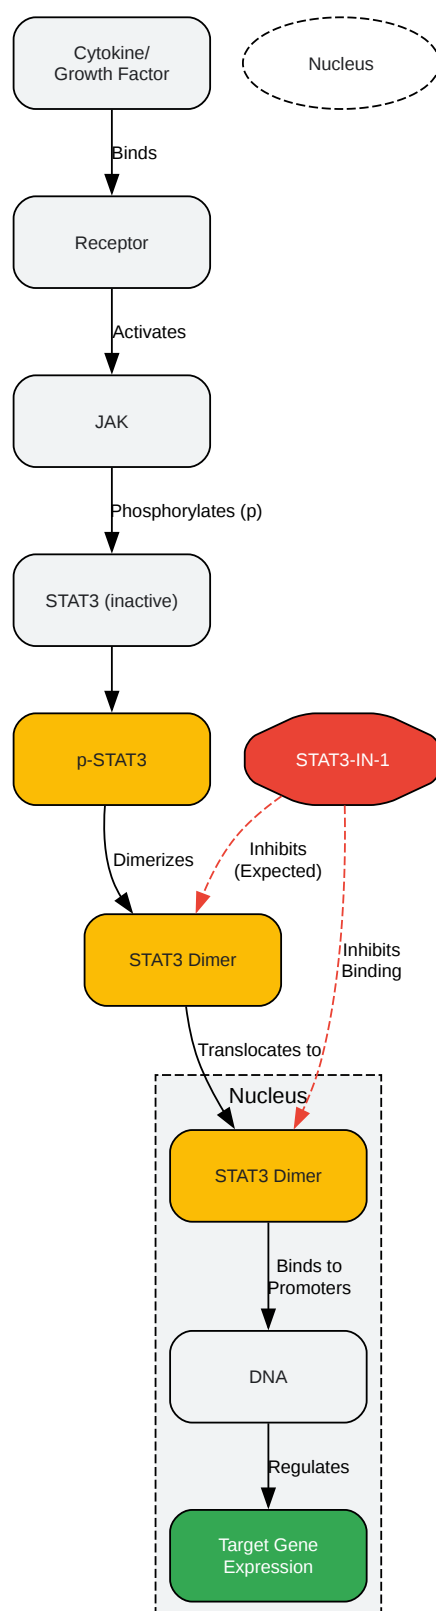 Cytokine/
Growth Factor
Nucleus
Binds
Receptor
Activates
JAK
Phosphorylates (p)
STAT3 (inactive)
p-STAT3
STAT3-IN-1
Dimerizes
Inhibits
(Expected)
STAT3 Dimer
Inhibits
Binding
Translocates to
Nucleus
STAT3 Dimer
Binds to
Promoters
DNA
Regulates
Target Gene
Expression